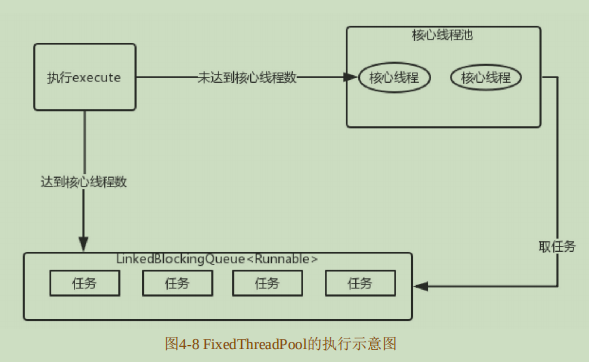 核心线程池
执行execute
未达到核心线程数
核心线程
核心线程
达到核心线程数
取任务
LinkedBlockingQueue<Runnable>
任务
任务
任务
任务
图4-8 FixedThreadPool的执行示意图